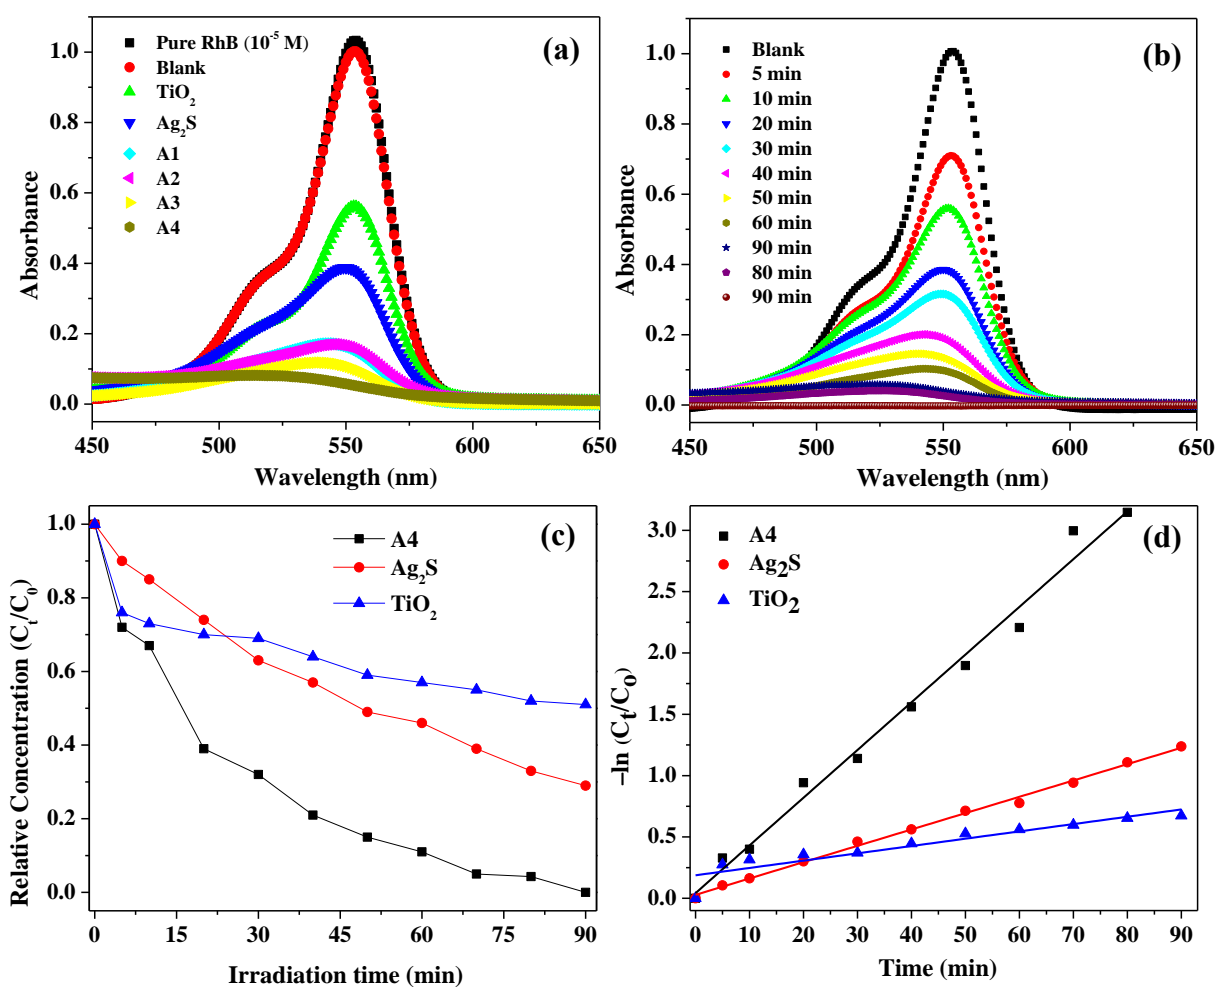 (a)
Pure RhB (10⁻⁵ M)
Blank
TiO₂
Ag₂S
A1
A2
A3
A4
Absorbance
1.0
0.8
0.6
0.4
0.2
0.0
450 500 550 600 650
Wavelength (nm)
(b)
Blank
5 min
10 min
20 min
30 min
40 min
50 min
60 min
90 min
80 min
90 min
Absorbance
1.0
0.8
0.6
0.4
0.2
0.0
450 500 550 600 650
Wavelength (nm)
(c)
A4
Ag₂S
TiO₂
Relative Concentration (Cₜ/C₀)
1.0
0.8
0.6
0.4
0.2
0.0
0 15 30 45 60 75 90
Irradiation time (min)
(d)
A4
Ag₂S
TiO₂
−ln (Cₜ/C₀)
3.0
2.5
2.0
1.5
1.0
0.5
0.0
0 10 20 30 40 50 60 70 80 90
Time (min)